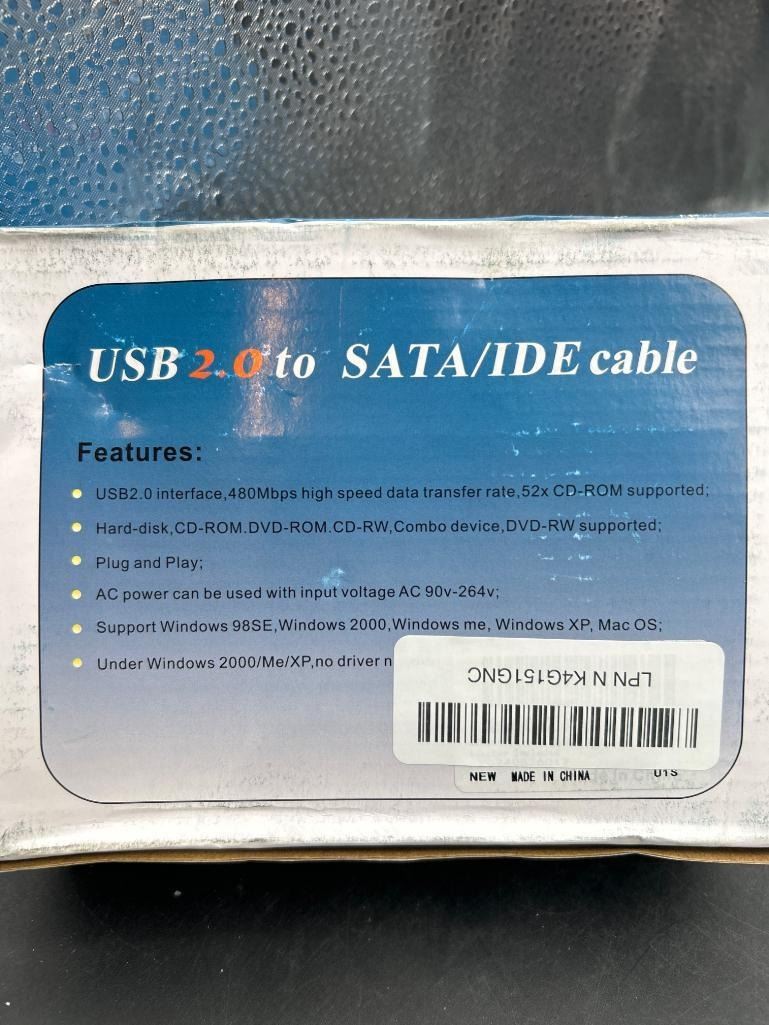 USB 2.0 to SATA/IDE cable
Features:
USB2.0 interface,480Mbps high speed data transfer rate,52x CD-ROM supported;
Hard-disk,CD-ROM.DVD-ROM.CD-RW,Combo device,DVD-RW supported;
Plug and Play;
AC power can be used with input voltage AC 90v-264v;
Support Windows 98SE,Windows 2000,Windows me, Windows XP, Mac OS;
Under Windows 2000/Me/XP,no driver
LPN N K4G151GNC
NEW MADE IN CHINA